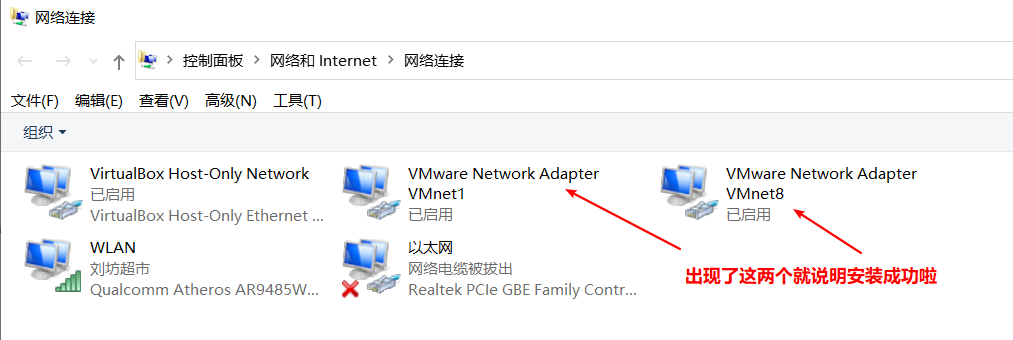 网络连接
控制面板 > 网络和 Internet > 网络连接
文件(F) 编辑(E) 查看(V) 高级(N) 工具(T)
组织
VirtualBox Host-Only Network
已启用
VirtualBox Host-Only Ethernet ...
VMware Network Adapter
VMnet1
已启用
VMware Network Adapter
VMnet8
已启用
WLAN
刘坊超市
Qualcomm Atheros AR9485W...
以太网
网络电缆被拔出
Realtek PCIe GBE Family Contr...
出现了这两个就说明安装成功啦